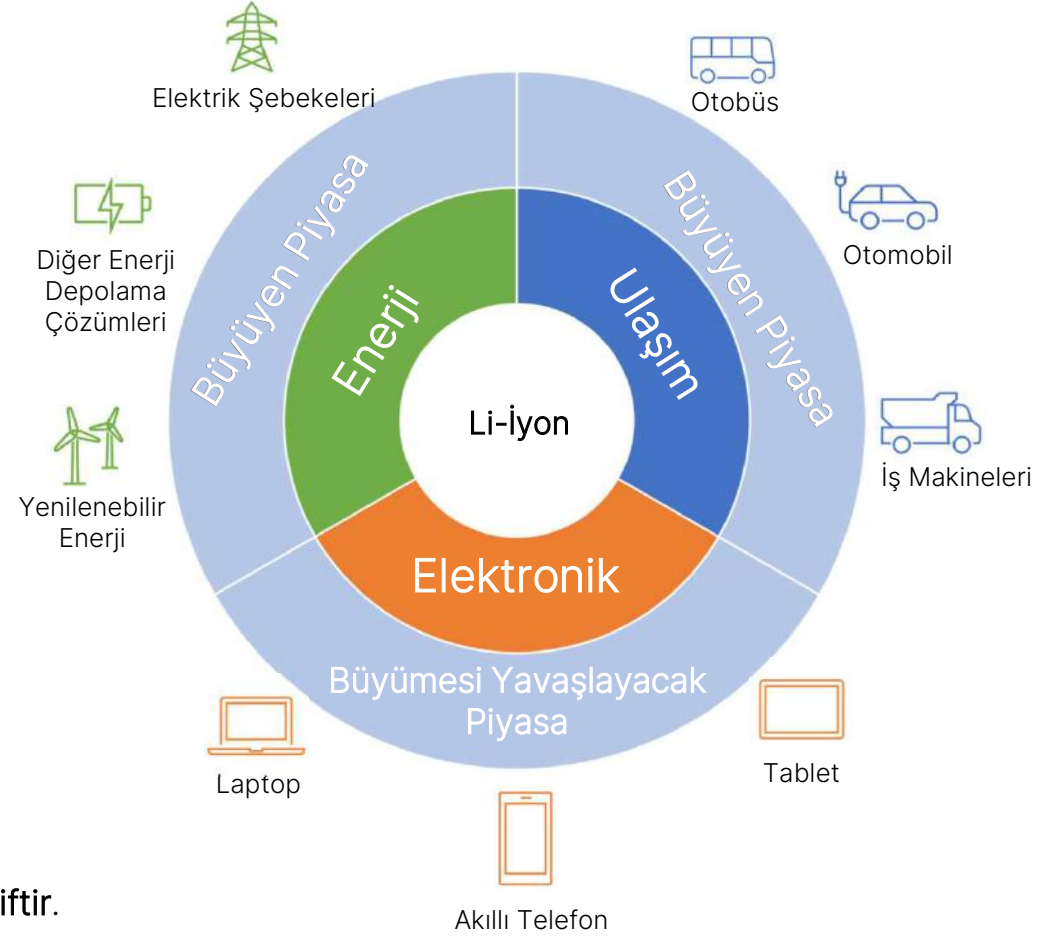 Elektrik Şebekeleri
Otobüs
Büyüyen Piyasa
Büyüyen Piyasa
Diğer Enerji
Depolama
Çözümleri
Otomobil
Enerji
Ulaşım
Li-İyon
Yenilenebilir
Enerji
İş Makineleri
Elektronik
Büyümesi Yavaşlayacak
Piyasa
Laptop
Tablet
Akıllı Telefon
iftir.